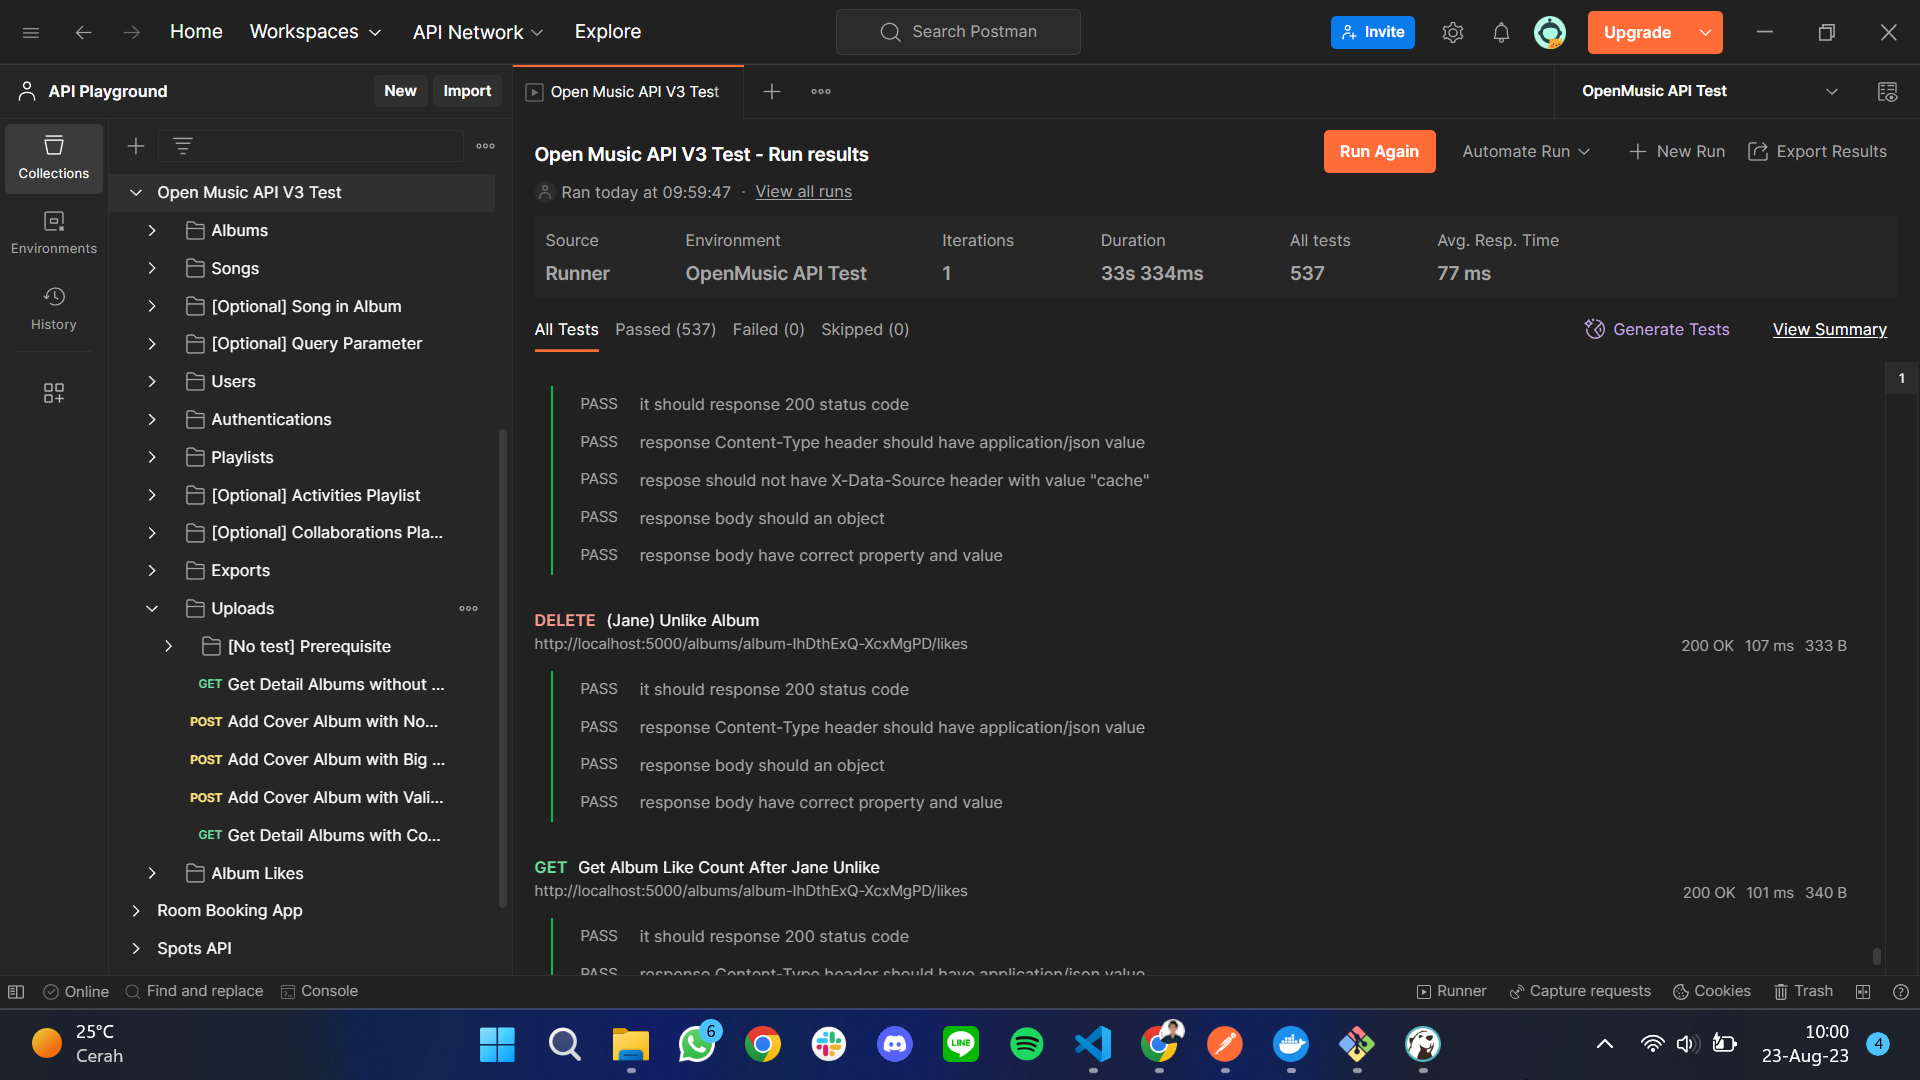 Home
Workspaces
API Network
Explore
Search Postman
Invite
Upgrade
API Playground
New
Import
Open Music API V3 Test
OpenMusic API Test
Collections
Environments
History
Open Music API V3 Test
Albums
Songs
[Optional] Song in Album
[Optional] Query Parameter
Users
Authentications
Playlists
[Optional] Activities Playlist
[Optional] Collaborations Pla...
Exports
Uploads
[No test] Prerequisite
GET Get Detail Albums without ...
POST Add Cover Album with No...
POST Add Cover Album with Big ...
POST Add Cover Album with Vali...
GET Get Detail Albums with Co...
Album Likes
Room Booking App
Spots API
Open Music API V3 Test - Run results
Run Again
Automate Run
New Run
Export Results
Ran today at 09:59:47 · View all runs
Source Environment Iterations Duration All tests Avg. Resp. Time
Runner OpenMusic API Test 1 33s 334ms 537 77 ms
All Tests Passed (537) Failed (0) Skipped (0)
Generate Tests
View Summary
1
PASS it should response 200 status code
PASS response Content-Type header should have application/json value
PASS respose should not have X-Data-Source header with value "cache"
PASS response body should an object
PASS response body have correct property and value
DELETE (Jane) Unlike Album
http://localhost:5000/albums/album-IhDthExQ-XcxMgPD/likes
200 OK 107 ms 333 B
PASS it should response 200 status code
PASS response Content-Type header should have application/json value
PASS response body should an object
PASS response body have correct property and value
GET Get Album Like Count After Jane Unlike
http://localhost:5000/albums/album-IhDthExQ-XcxMgPD/likes
200 OK 101 ms 340 B
PASS it should response 200 status code
PASS response Content-Type header should have application/json value
Online
Find and replace
Console
Runner
Capture requests
Cookies
Trash
25°C
Cerah
6
LINE
10:00
23-Aug-23
4